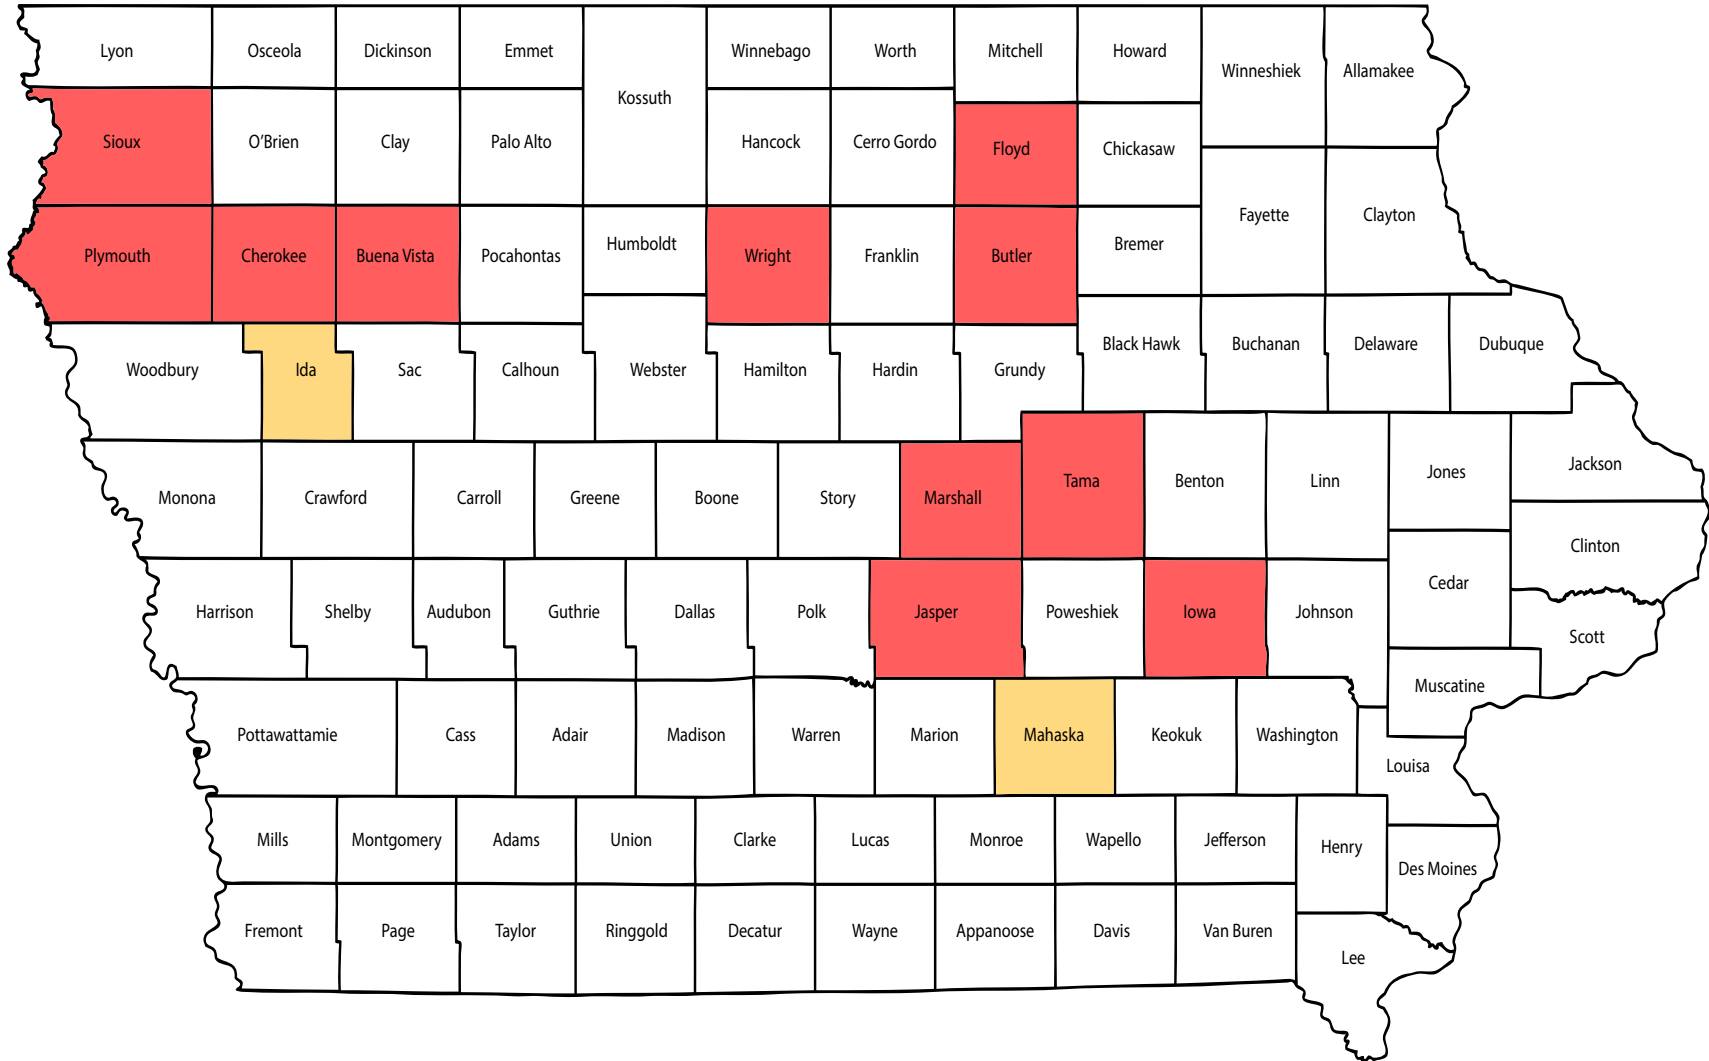 Lyon
Osceola
Dickinson
Emmet
Winnebago
Worth
Mitchell
Howard
Winneshiek
Allamakee
Kossuth
Sioux
O'Brien
Clay
Palo Alto
Hancock
Cerro Gordo
Floyd
Chickasaw
Fayette
Clayton
Plymouth
Cherokee
Buena Vista
Pocahontas
Humboldt
Wright
Franklin
Butler
Bremer
Woodbury
Ida
Sac
Calhoun
Webster
Hamilton
Hardin
Grundy
Black Hawk
Buchanan
Delaware
Dubuque
Monona
Crawford
Carroll
Greene
Boone
Story
Marshall
Tama
Benton
Linn
Jones
Jackson
Clinton
Harrison
Shelby
Audubon
Guthrie
Dallas
Polk
Jasper
Poweshiek
Iowa
Johnson
Cedar
Scott
Muscatine
Pottawattamie
Cass
Adair
Madison
Warren
Marion
Mahaska
Keokuk
Washington
Louisa
Mills
Montgomery
Adams
Union
Clarke
Lucas
Monroe
Wapello
Jefferson
Henry
Des Moines
Fremont
Page
Taylor
Ringgold
Decatur
Wayne
Appanoose
Davis
Van Buren
Lee